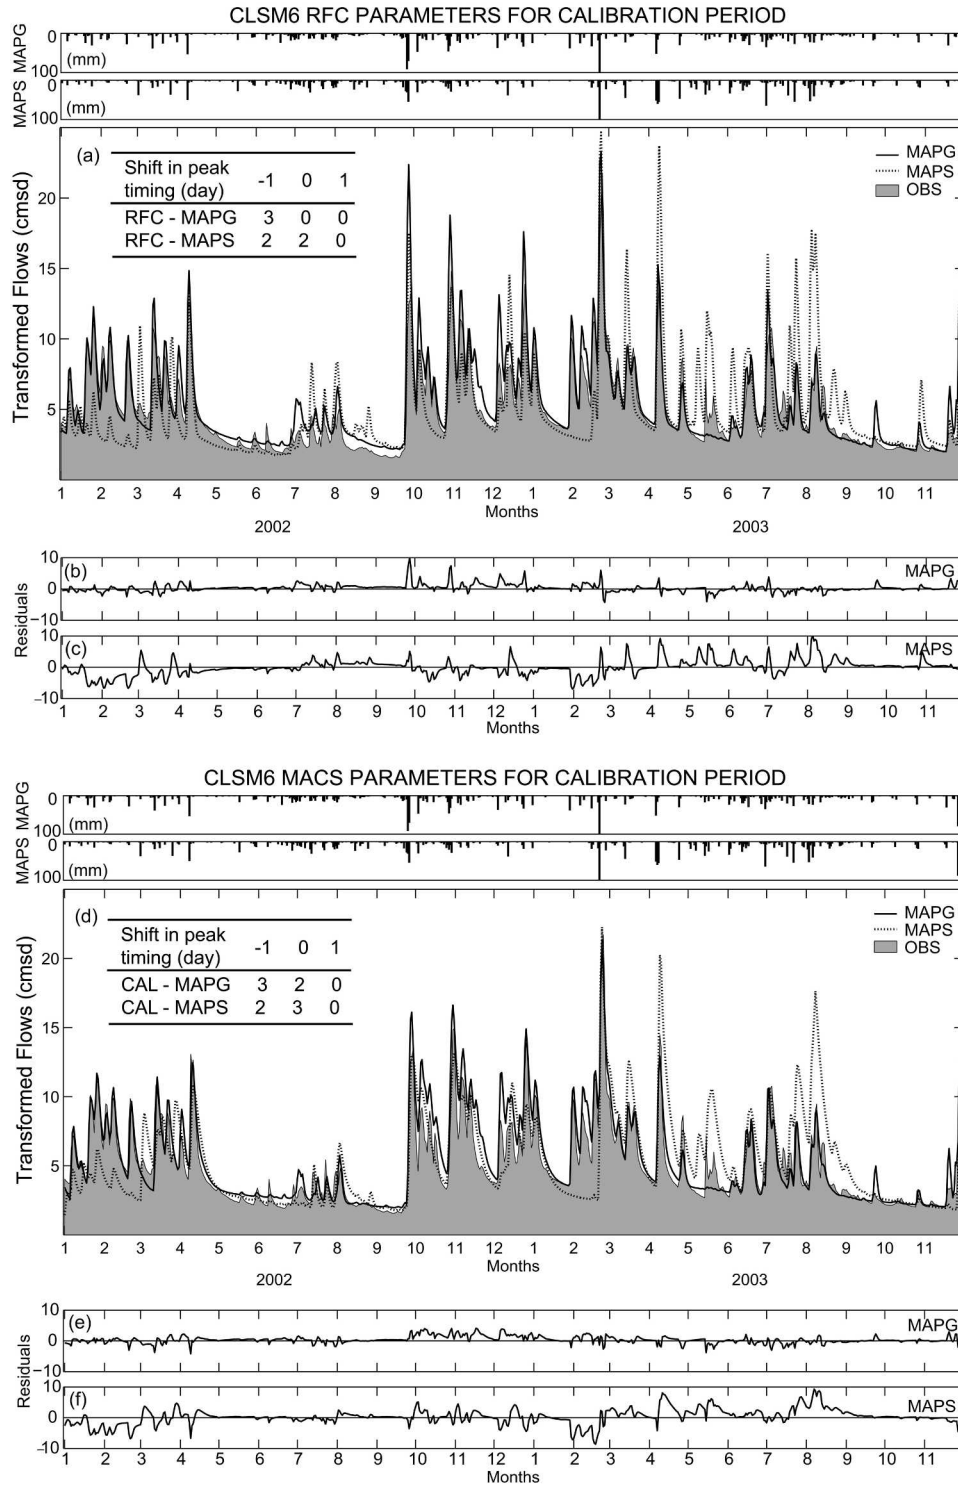 CLSM6 RFC PARAMETERS FOR CALIBRATION PERIOD
MAPS MAPG
0
100
(mm)
0
100
(mm)
(a)
Shift in peak
timing (day) -1 0 1
RFC - MAPG 3 0 0
RFC - MAPS 2 2 0
MAPG
MAPS
OBS
Transformed Flows (cmsd)
20
15
10
5
1 2 3 4 5 6 7 8 9 10 11 12 1 2 3 4 5 6 7 8 9 10 11
Months
2002 2003
Residuals
10
0
-10
(b)
MAPG
10
0
-10
(c)
MAPS
1 2 3 4 5 6 7 8 9 10 11 12 1 2 3 4 5 6 7 8 9 10 11
Months
CLSM6 MACS PARAMETERS FOR CALIBRATION PERIOD
MAPS MAPG
0
100
(mm)
0
100
(mm)
(d)
Shift in peak
timing (day) -1 0 1
CAL - MAPG 3 2 0
CAL - MAPS 2 3 0
MAPG
MAPS
OBS
Transformed Flows (cmsd)
20
15
10
5
1 2 3 4 5 6 7 8 9 10 11 12 1 2 3 4 5 6 7 8 9 10 11
Months
2002 2003
Residuals
10
0
-10
(e)
MAPG
10
0
-10
(f)
MAPS
1 2 3 4 5 6 7 8 9 10 11 12 1 2 3 4 5 6 7 8 9 10 11
Months